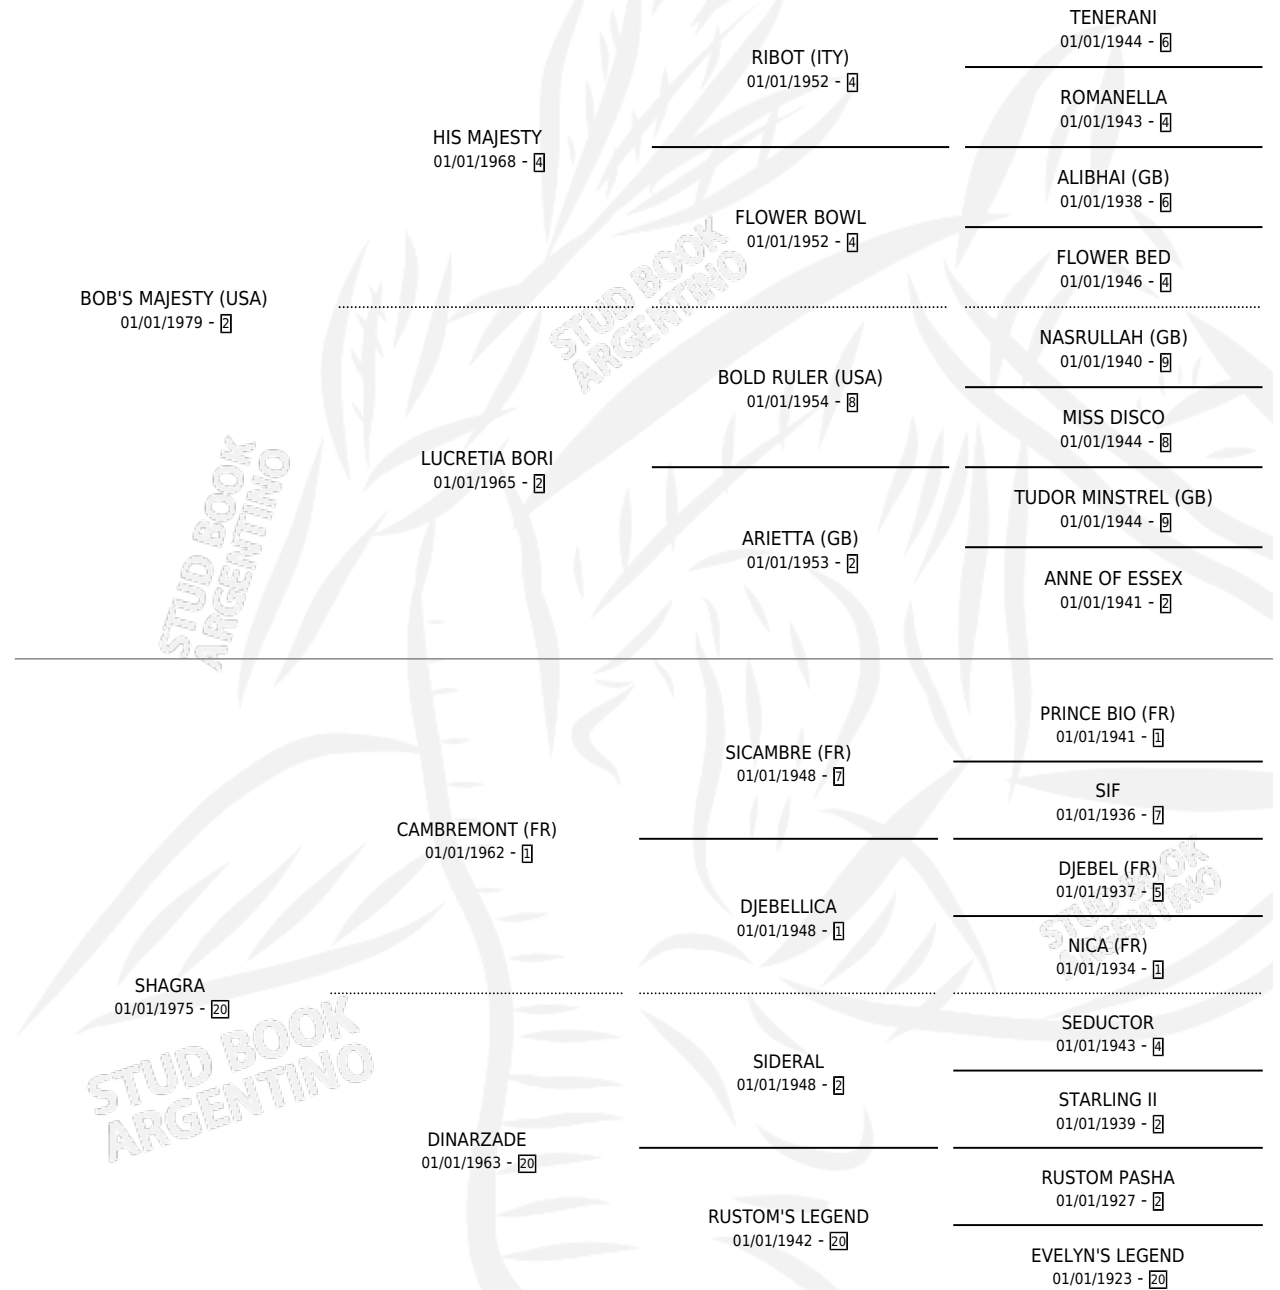 TENERANI
01/01/1944 - 6
RIBOT (ITY)
01/01/1952 - 4
ROMANELLA
01/01/1943 - 4
HIS MAJESTY
01/01/1968 - 4
ALIBHAI (GB)
01/01/1938 - 6
FLOWER BOWL
01/01/1952 - 4
FLOWER BED
01/01/1946 - 4
BOB'S MAJESTY (USA)
01/01/1979 - 2
STUD BOOK
ARGENTINO
NASRULLAH (GB)
01/01/1940 - 9
BOLD RULER (USA)
01/01/1954 - 8
MISS DISCO
01/01/1944 - 8
LUCRETIA BORI
01/01/1965 - 2
STUD BOOK
ARGENTINO
TUDOR MINSTREL (GB)
01/01/1944 - 9
ARIETTA (GB)
01/01/1953 - 2
ANNE OF ESSEX
01/01/1941 - 2
PRINCE BIO (FR)
01/01/1941 - 1
SICAMBRE (FR)
01/01/1948 - 7
SIF
01/01/1936 - 7
CAMBREMONT (FR)
01/01/1962 - 1
DJEBEL (FR)
01/01/1937 - 5
STUD BOOK
ARGENTINO
DJEBELLICA
01/01/1948 - 1
NICA (FR)
01/01/1934 - 1
SHAGRA
01/01/1975 - 20
STUD BOOK
ARGENTINO
SEDUCTOR
01/01/1943 - 4
SIDERAL
01/01/1948 - 2
STARLING II
01/01/1939 - 2
DINARZADE
01/01/1963 - 20
RUSTOM PASHA
01/01/1927 - 2
RUSTOM'S LEGEND
01/01/1942 - 20
EVELYN'S LEGEND
01/01/1923 - 20